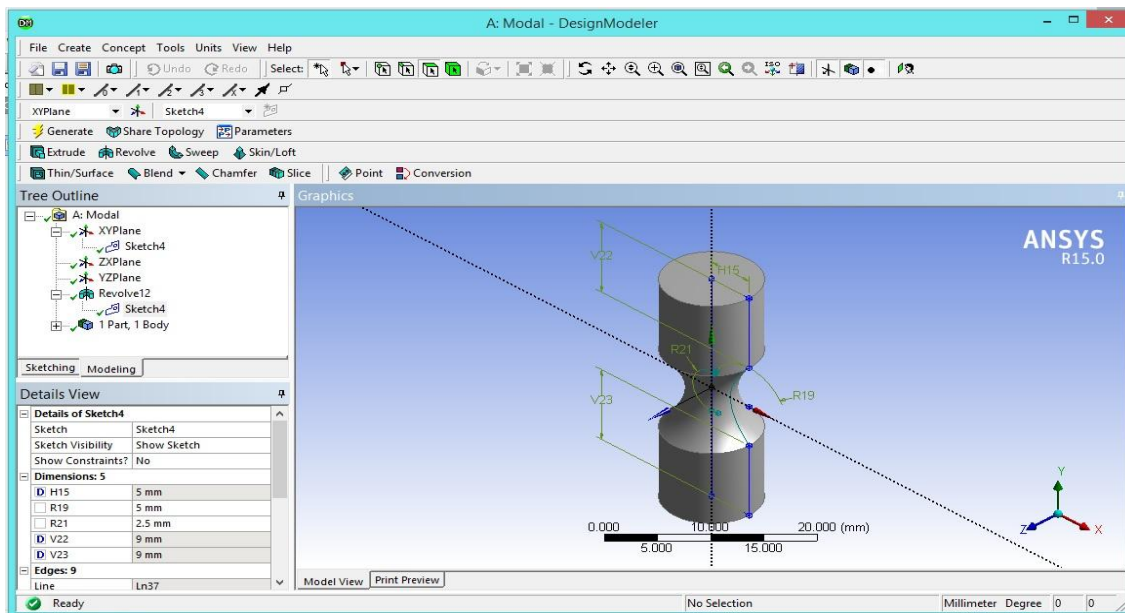 A: Modal - DesignModeler
File Create Concept Tools Units View Help
Undo Redo Select:
XYPlane Sketch4
Generate Share Topology Parameters
Extrude Revolve Sweep Skin/Loft
Thin/Surface Blend Chamfer Slice Point Conversion
Tree Outline
A: Modal
XYPlane
Sketch4
ZXPlane
YZPlane
Revolve12
Sketch4
1 Part, 1 Body
Sketching Modeling
Details View
Details of Sketch4
Sketch Sketch4
Sketch Visibility Show Sketch
Show Constraints? No
Dimensions: 5
D H15 5 mm
R19 5 mm
R21 2.5 mm
D V22 9 mm
D V23 9 mm
Edges: 9
Line Ln37
Graphics
ANSYS
R15.0
V22
H15
R21
R19
V23
0.000 10.000 20.000 (mm)
5.000 15.000
Y
Z X
Model View Print Preview
Ready No Selection Millimeter Degree 0 0